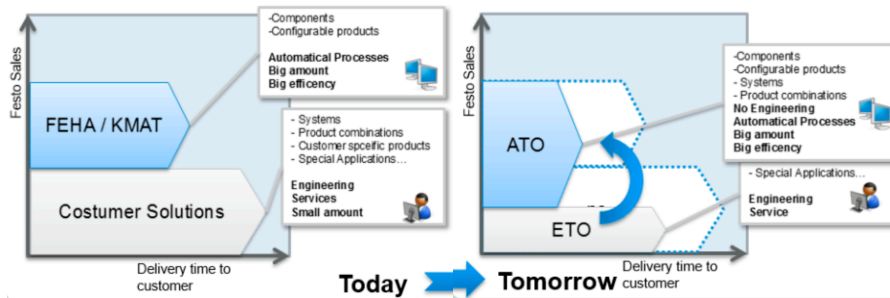 Festo Sales
-Components
-Configurable products
Automatical Processes
Big amount
Big efficency
FEHA / KMAT
- Systems
- Product combinations
- Customer spceific products
- Special Applications…
Engineering
Services
Small amount
Costumer Solutions
Delivery time to
customer
Today
Tomorrow
Festo Sales
-Components
-Configurable products
- Systems
- Product combinations
No Engineering
Automatical Processes
Big amount
Big efficency
ATO
- Special Applications…
Engineering
Service
ETO
Delivery time to
customer